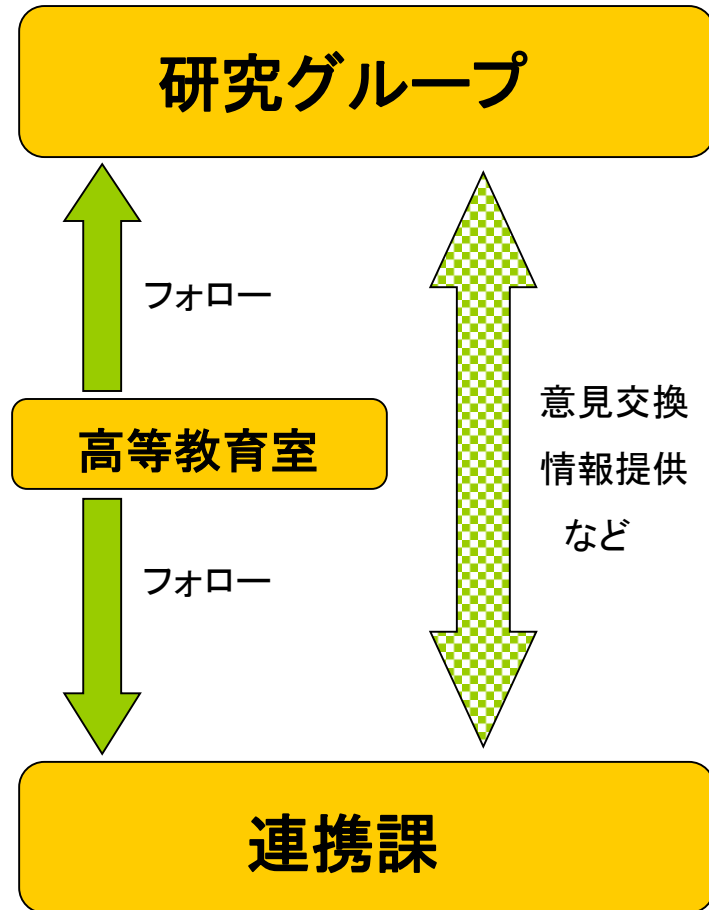 研究グループ
フォロー
高等教育室
フォロー
意見交換
情報提供
など
連携課